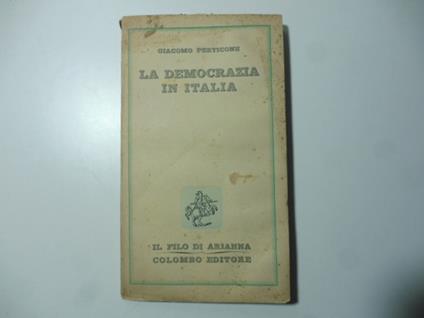 GIACOMO PERTICONE
LA DEMOCRAZIA
IN ITALIA
IL FILO DI ARIANNA
COLOMBO EDITORE